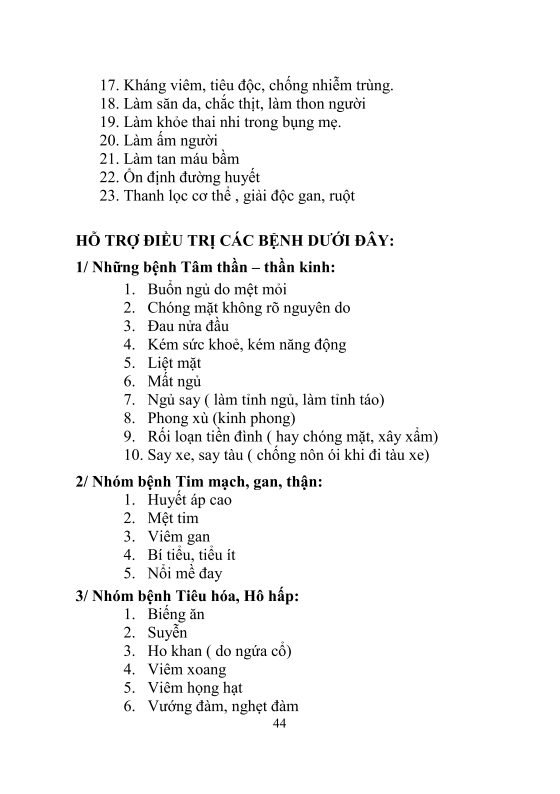 17. Kháng viêm, tiêu độc, chống nhiễm trùng.
18. Làm săn da, chắc thịt, làm thon người
19. Làm khỏe thai nhi trong bụng mẹ.
20. Làm ấm người
21. Làm tan máu bầm
22. Ổn định đường huyết
23. Thanh lọc cơ thể , giải độc gan, ruột
HỖ TRỢ ĐIỀU TRỊ CÁC BỆNH DƯỚI ĐÂY:
1/ Những bệnh Tâm thần – thần kinh:
1. Buồn ngủ do mệt mỏi
2. Chóng mặt không rõ nguyên do
3. Đau nửa đầu
4. Kém sức khoẻ, kém năng động
5. Liệt mặt
6. Mất ngủ
7. Ngủ say ( làm tỉnh ngủ, làm tỉnh táo)
8. Phong xù (kinh phong)
9. Rối loạn tiền đình ( hay chóng mặt, xây xẩm)
10. Say xe, say tàu ( chống nôn ói khi đi tàu xe)
2/ Nhóm bệnh Tim mạch, gan, thận:
1. Huyết áp cao
2. Mệt tim
3. Viêm gan
4. Bí tiểu, tiểu ít
5. Nổi mề đay
3/ Nhóm bệnh Tiêu hóa, Hô hấp:
1. Biếng ăn
2. Suyễn
3. Ho khan ( do ngứa cổ)
4. Viêm xoang
5. Viêm họng hạt
6. Vướng đàm, nghẹt đàm
44